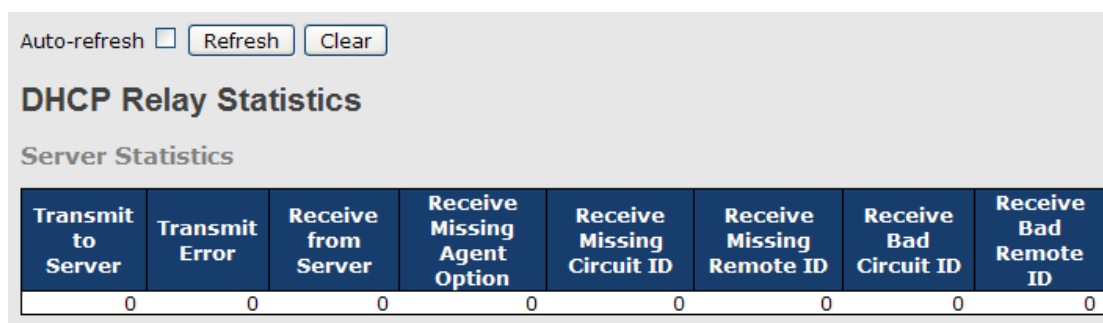 Auto-refresh Refresh Clear
DHCP Relay Statistics
Server Statistics
Transmit to Server Transmit Error Receive from Server Receive Missing Agent Option Receive Missing Circuit ID Receive Missing Remote ID Receive Bad Circuit ID Receive Bad Remote ID
0 0 0 0 0 0 0 0